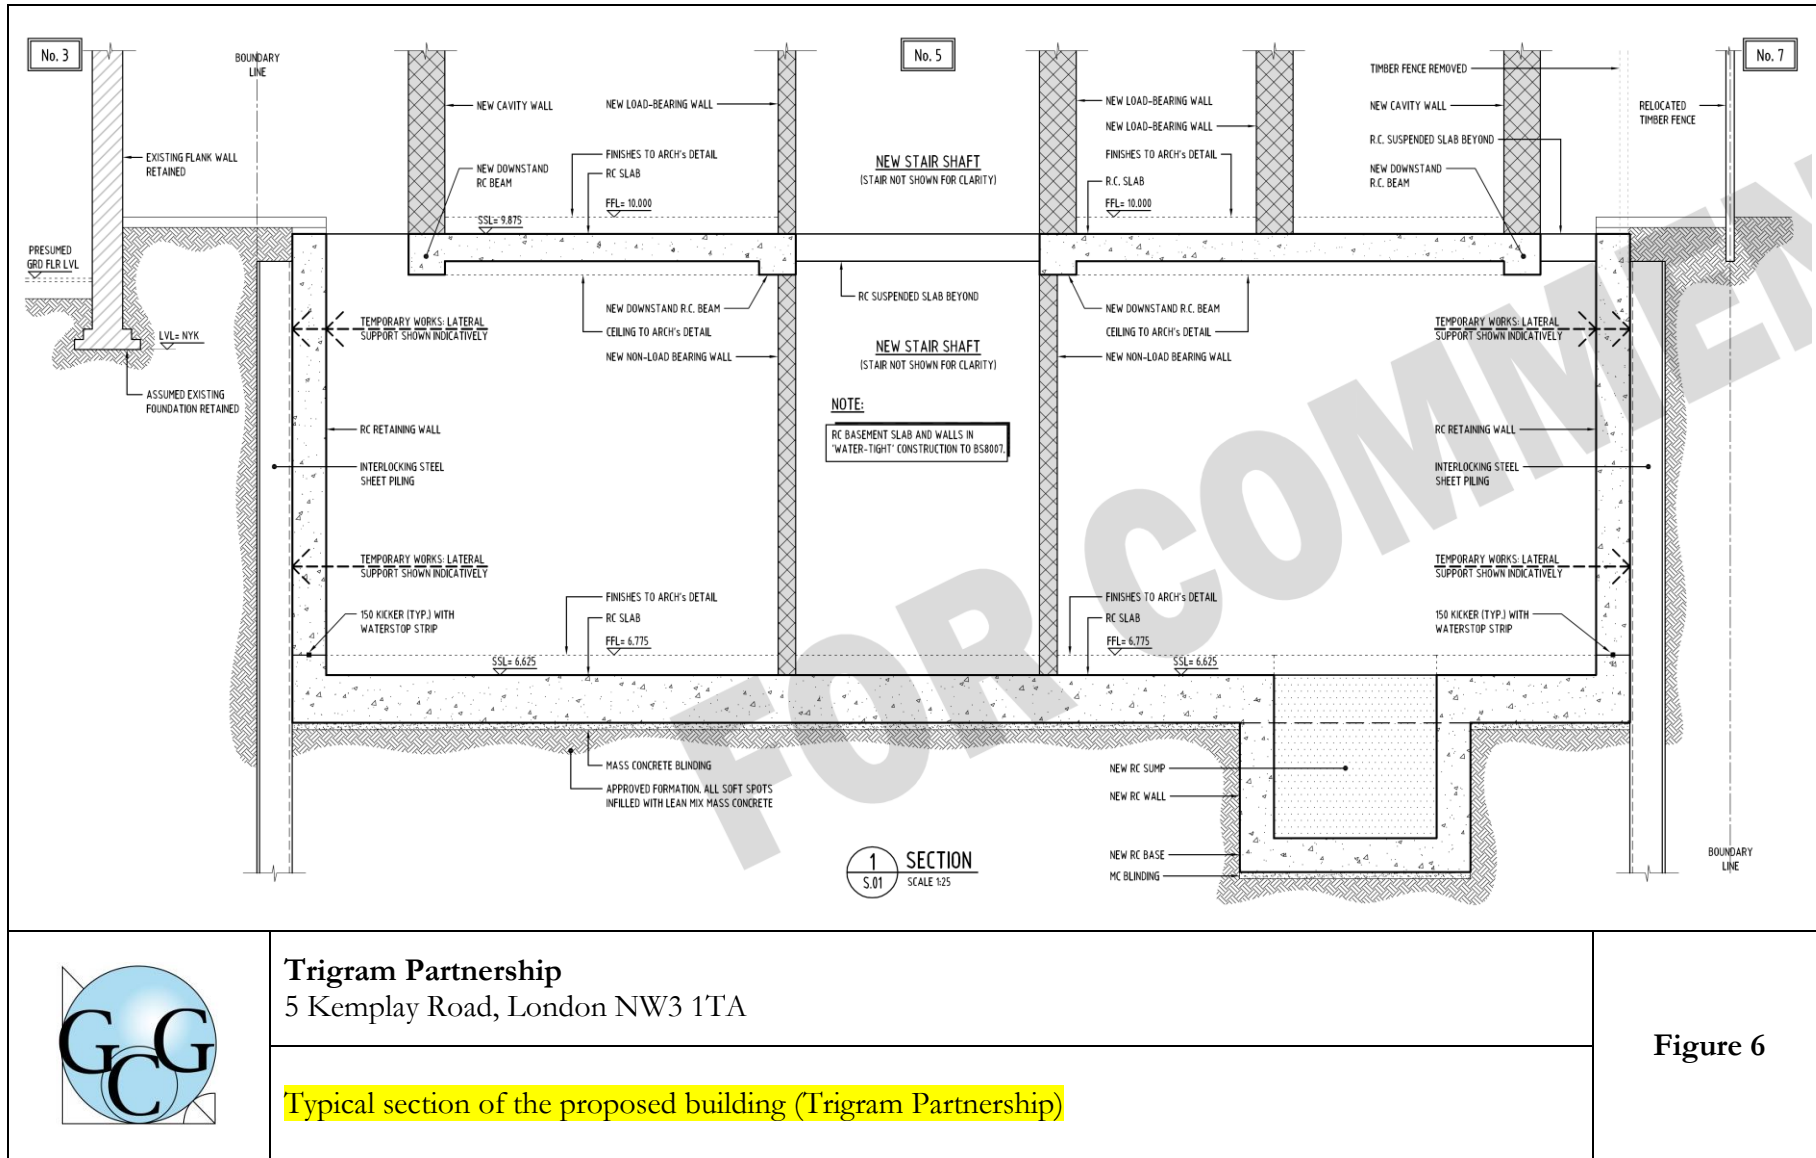 No. 3
BOUNDARY
LINE
No. 5
No. 7
TIMBER FENCE REMOVED
NEW CAVITY WALL
NEW LOAD-BEARING WALL
NEW LOAD-BEARING WALL
NEW CAVITY WALL
RELOCATED
TIMBER FENCE
NEW LOAD-BEARING WALL
R.C. SUSPENDED SLAB BEYOND
EXISTING FLANK WALL
RETAINED
FINISHES TO ARCH's DETAIL
NEW STAIR SHAFT
(STAIR NOT SHOWN FOR CLARITY)
FINISHES TO ARCH's DETAIL
NEW DOWNSTAND
RC BEAM
RC SLAB
R.C. SLAB
NEW DOWNSTAND
R.C. BEAM
FFL= 10.000
FFL= 10.000
SSL= 9.875
PRESUMED
GRD FLR LVL
RC SUSPENDED SLAB BEYOND
NEW DOWNSTAND R.C. BEAM
NEW DOWNSTAND R.C. BEAM
TEMPORARY WORKS: LATERAL
SUPPORT SHOWN INDICATIVELY
TEMPORARY WORKS: LATERAL
SUPPORT SHOWN INDICATIVELY
LVL= NYK
CEILING TO ARCH's DETAIL
CEILING TO ARCH's DETAIL
NEW NON-LOAD BEARING WALL
NEW STAIR SHAFT
(STAIR NOT SHOWN FOR CLARITY)
NEW NON-LOAD BEARING WALL
ASSUMED EXISTING
FOUNDATION RETAINED
NOTE:
RC BASEMENT SLAB AND WALLS IN
'WATER-TIGHT' CONSTRUCTION TO BS8007.
RC RETAINING WALL
RC RETAINING WALL
INTERLOCKING STEEL
SHEET PILING
INTERLOCKING STEEL
SHEET PILING
TEMPORARY WORKS: LATERAL
SUPPORT SHOWN INDICATIVELY
TEMPORARY WORKS: LATERAL
SUPPORT SHOWN INDICATIVELY
FINISHES TO ARCH's DETAIL
FINISHES TO ARCH's DETAIL
150 KICKER (TYP.) WITH
WATERSTOP STRIP
RC SLAB
RC SLAB
150 KICKER (TYP.) WITH
WATERSTOP STRIP
FFL= 6.775
FFL= 6.775
SSL= 6.625
SSL= 6.625
FOR COMMEN
MASS CONCRETE BLINDING
APPROVED FORMATION, ALL SOFT SPOTS
INFILLED WITH LEAN MIX MASS CONCRETE
NEW RC SUMP
NEW RC WALL
NEW RC BASE
MC BLINDING
BOUNDARY
LINE
1
S.01
SECTION
SCALE 1:25
GCG
Trigram Partnership
5 Kemplay Road, London NW3 1TA
Figure 6
Typical section of the proposed building (Trigram Partnership)